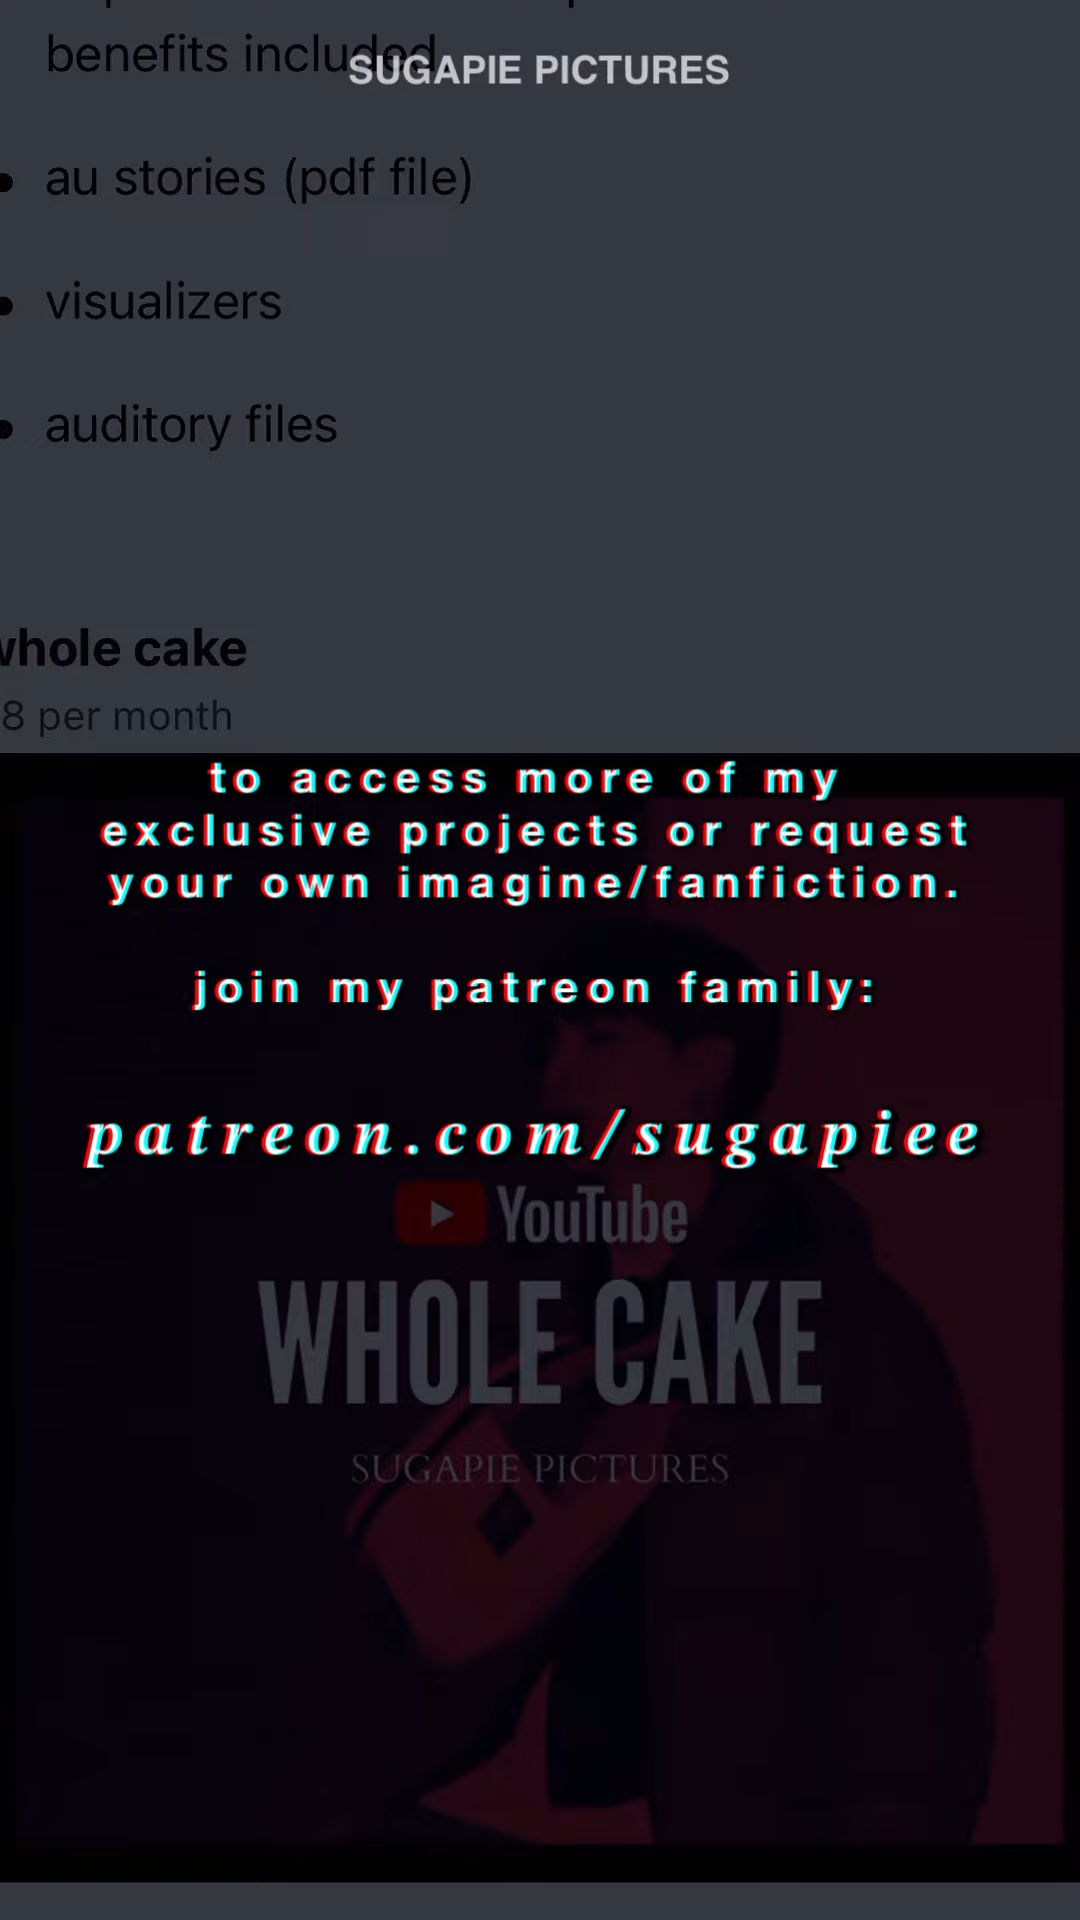 benefits included
SUGAPIE PICTURES
au stories (pdf file)
visualizers
auditory files
whole cake
8 per month
to access more of my
exclusive projects or request
your own imagine/fanfiction.
join my patreon family:
patreon.com/sugapiee
YouTube
WHOLE CAKE
SUGAPIE PICTURES